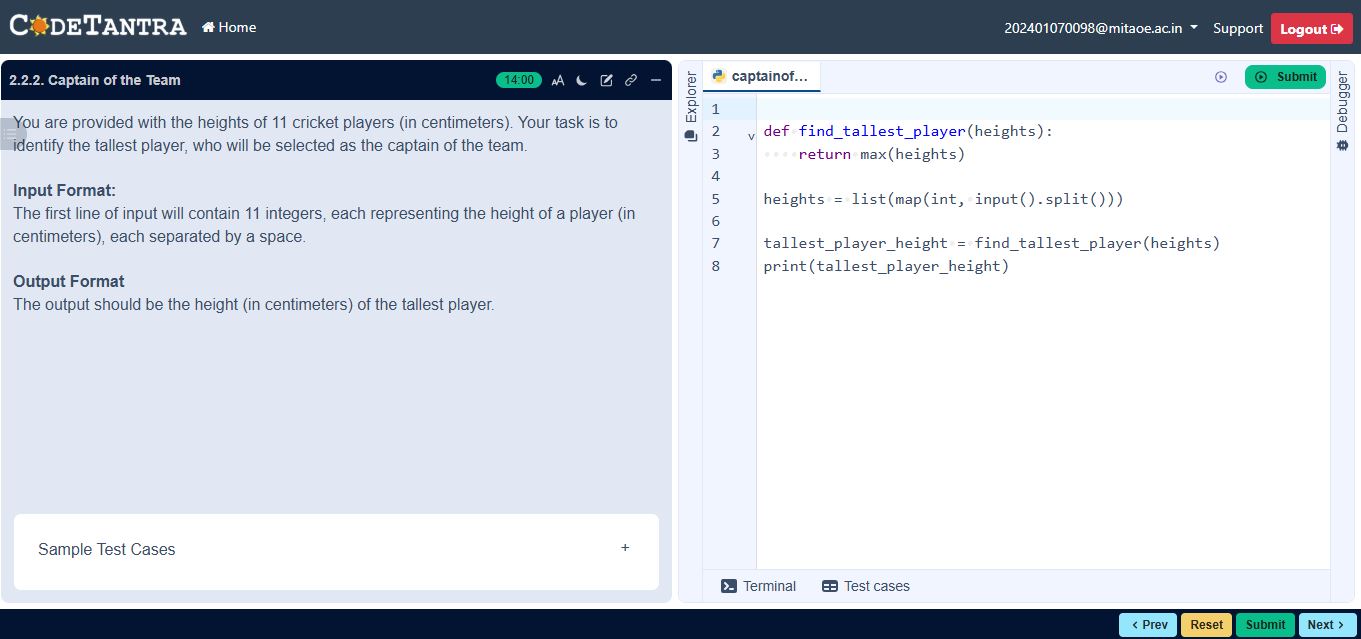 CODETANTRA
Home
202401070098@mitaoe.ac.in
Support
Logout
2.2.2. Captain of the Team
14:00
AA
You are provided with the heights of 11 cricket players (in centimeters). Your task is to
identify the tallest player, who will be selected as the captain of the team.
Input Format:
The first line of input will contain 11 integers, each representing the height of a player (in
centimeters), each separated by a space.
Output Format
The output should be the height (in centimeters) of the tallest player.
Sample Test Cases
+
Explorer
captainof...
Submit
1
2 def find_tallest_player(heights):
3     return max(heights)
4
5 heights = list(map(int, input().split()))
6
7 tallest_player_height = find_tallest_player(heights)
8 print(tallest_player_height)
Debugger
Terminal
Test cases
< Prev
Reset
Submit
Next >